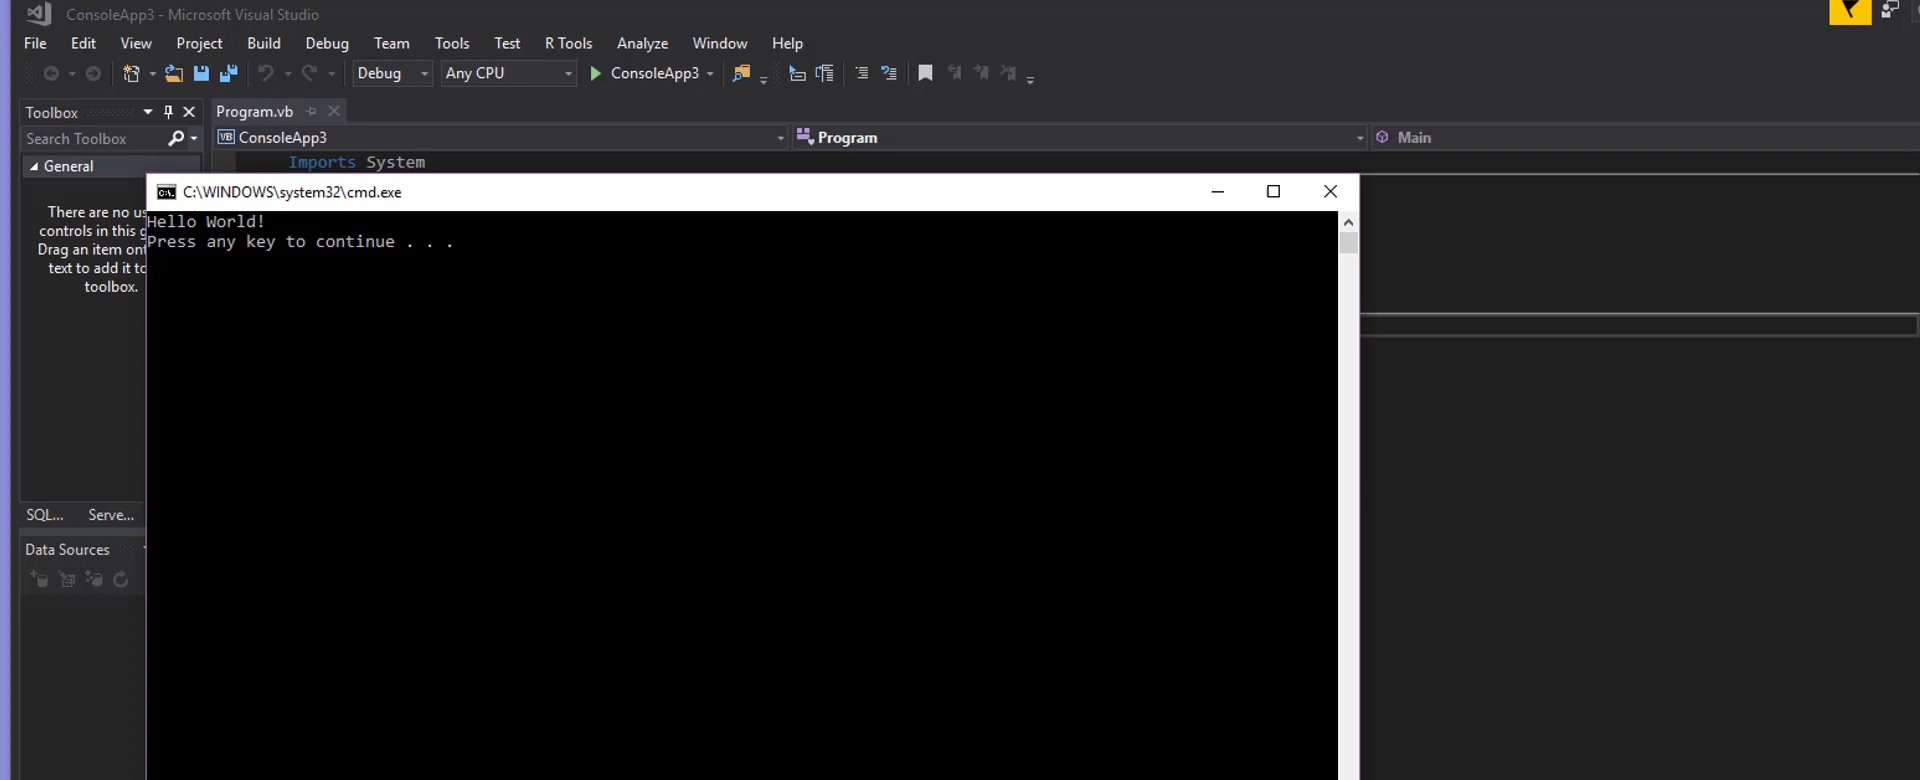 ConsoleApp3 - Microsoft Visual Studio
File Edit View Project Build Debug Team Tools Test R Tools Analyze Window Help
Debug Any CPU ConsoleApp3
Toolbox
Program.vb
Search Toolbox
VB ConsoleApp3
Program
Main
General
Imports System
C:\WINDOWS\system32\cmd.exe
There are no u
controls in this
Drag an item on
text to add it to
toolbox.
Hello World!
Press any key to continue . . .
SQL... Serve...
Data Sources